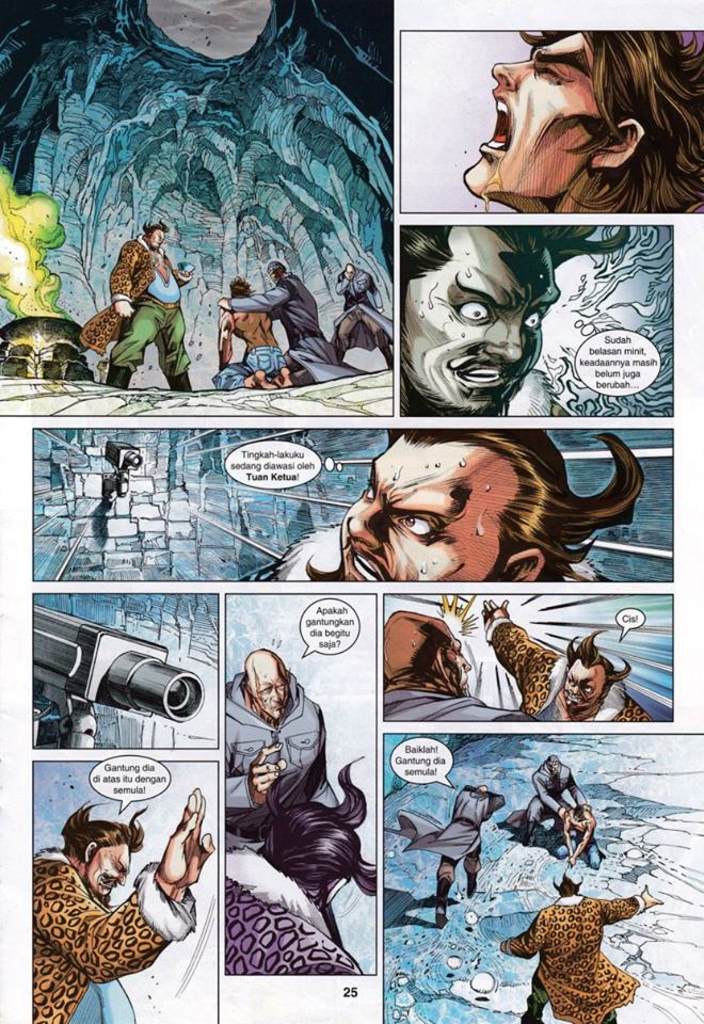 Sudah
belasan minit,
keadaannya masih
belum juga
berubah...
Tingkah-lakuku
sedang diawasi oleh
Tuan Ketua!
Apakah
gantungkan
dia begitu
saja?
Cis!
Gantung dia
di atas itu dengan
semula!
Baiklah!
Gantung dia
semula!
25